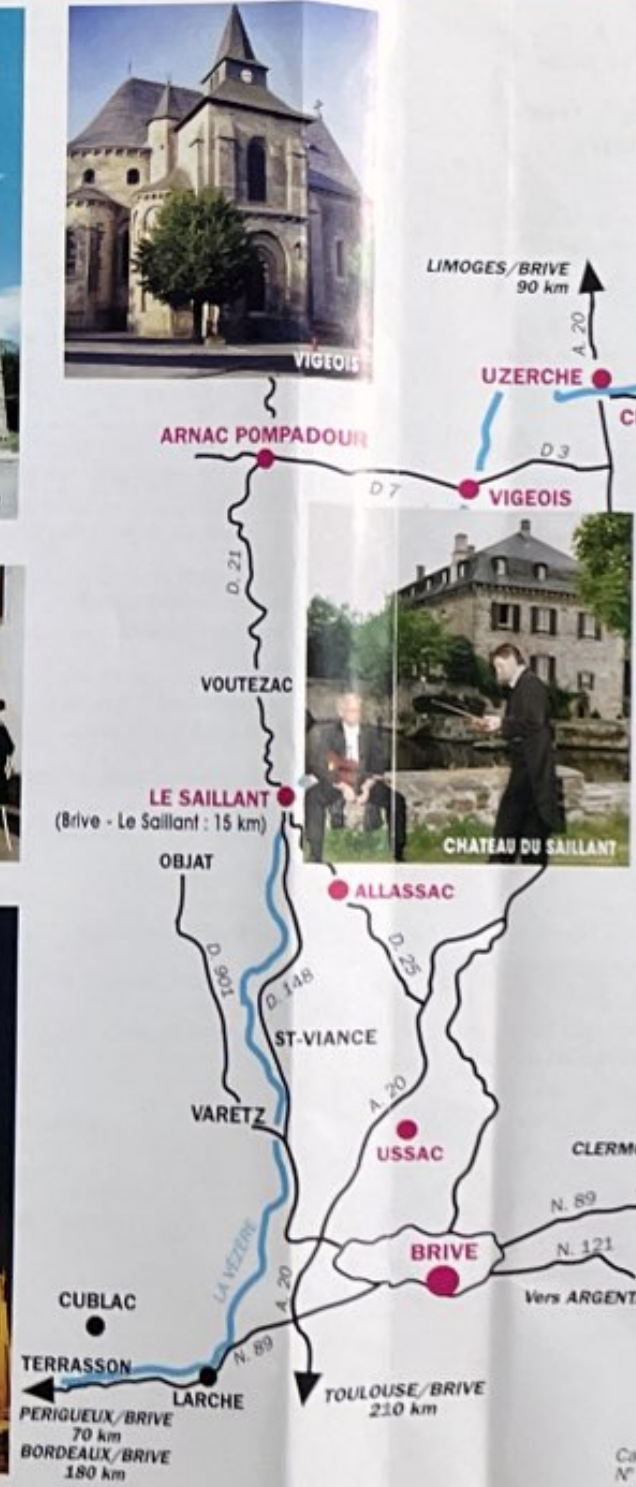 VIGEOIS
LIMOGES/BRIVE
90 km
A. 20
UZERCHE
ARNAC POMPADOUR
D 3
D 7
VIGEOIS
D. 21
VOUTEZAC
LE SAILLANT
(Brive - Le Saillant : 15 km)
CHATEAU DU SAILLANT
OBJAT
ALLASSAC
D. 901
D. 25
D. 148
ST-VIANCE
A. 20
VARETZ
USSAC
N. 89
BRIVE
N. 121
LA VÉZÈRE
A. 20
CUBLAC
Vers
N. 89
TERRASSON
LARCHE
TOULOUSE/BRIVE
210 km
PERIGUEUX/BRIVE
70 km
BORDEAUX/BRIVE
180 km
N°